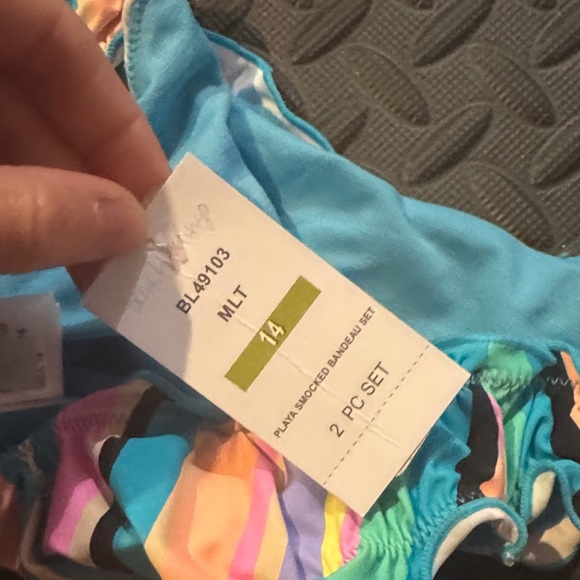 BL49103
MLT
14
PLAYA SMOCKED BANDEAU SET
2 PC SET